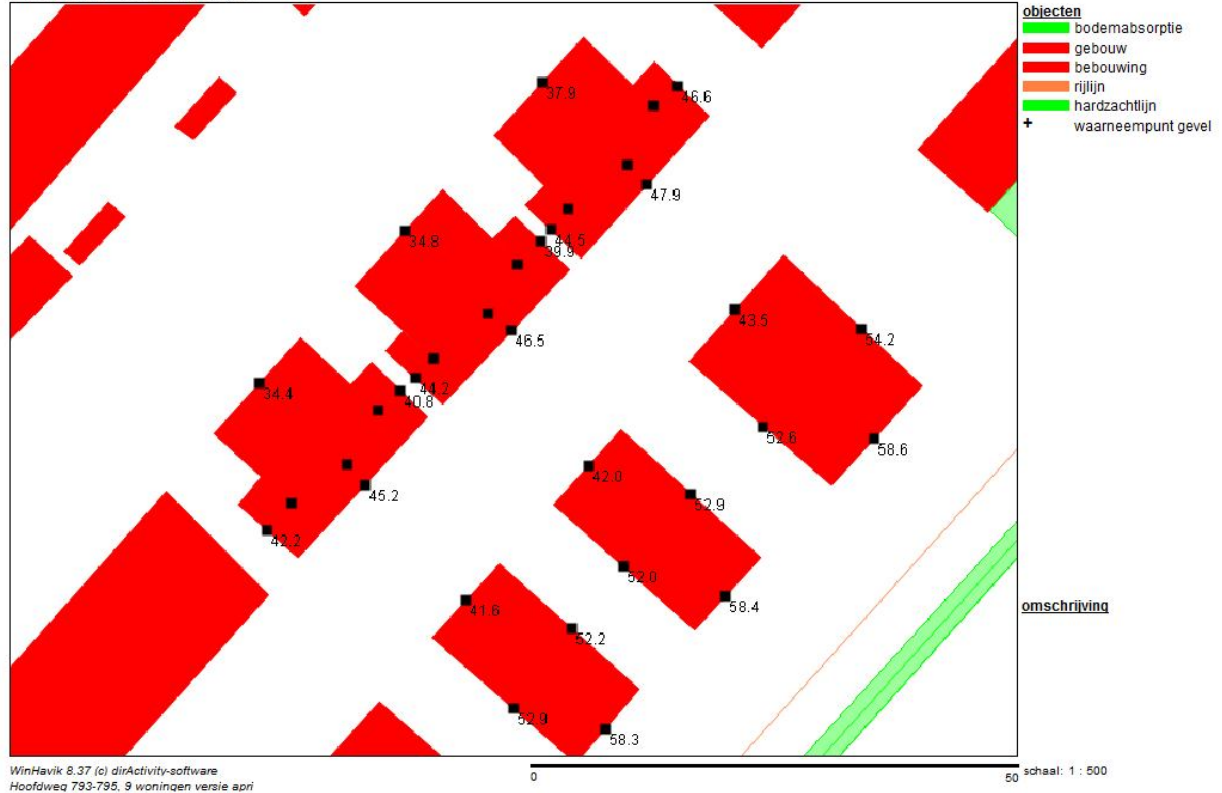 objecten
bodemabsorptie
gebouw
bebouwing
rijlijn
hardzachtlijn
+ waarneempunt gevel
37.9
46.6
47.9
44.5
39.9
34.8
46.5
44.2
40.8
34.4
45.2
42.2
43.5
54.2
52.6
58.6
42.0
52.9
52.0
58.4
41.6
52.2
52.9
58.3
omschrijving
0
50
schaal: 1 : 500
WinHavik 8.37 (c) dirActivity-software
Hoofdweg 793-795, 9 woningen versie apri